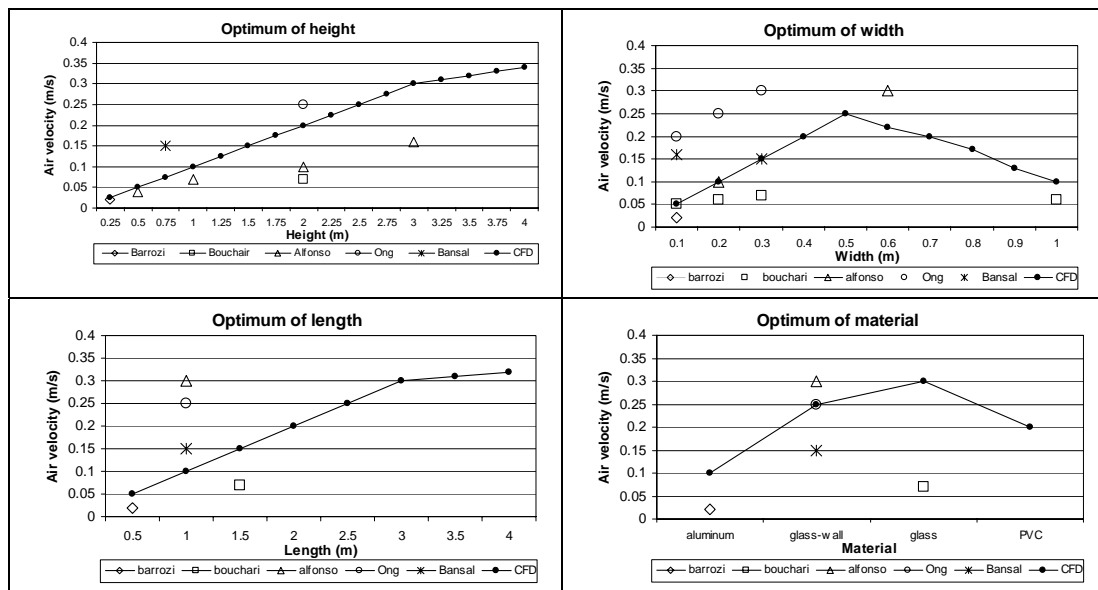 Optimum of height
Air velocity (m/s)
0.4
0.35
0.3
0.25
0.2
0.15
0.1
0.05
0
0.25 0.5 0.75 1 1.25 1.5 1.75 2 2.25 2.5 2.75 3 3.25 3.5 3.75 4
Height (m)
Barrozi Bouchair Alfonso Ong Bansal CFD
Optimum of width
Air velocity (m/s)
0.4
0.35
0.3
0.25
0.2
0.15
0.1
0.05
0
0.1 0.2 0.3 0.4 0.5 0.6 0.7 0.8 0.9 1
Width (m)
barrozi bouchari alfonso Ong Bansal CFD
Optimum of length
Air velocity (m/s)
0.4
0.35
0.3
0.25
0.2
0.15
0.1
0.05
0
0.5 1 1.5 2 2.5 3 3.5 4
Length (m)
barrozi bouchari alfonso Ong Bansal CFD
Optimum of material
Air velocity (m/s)
0.4
0.35
0.3
0.25
0.2
0.15
0.1
0.05
0
aluminum glass-wall glass PVC
Material
barrozi bouchari alfonso Ong Bansal CFD